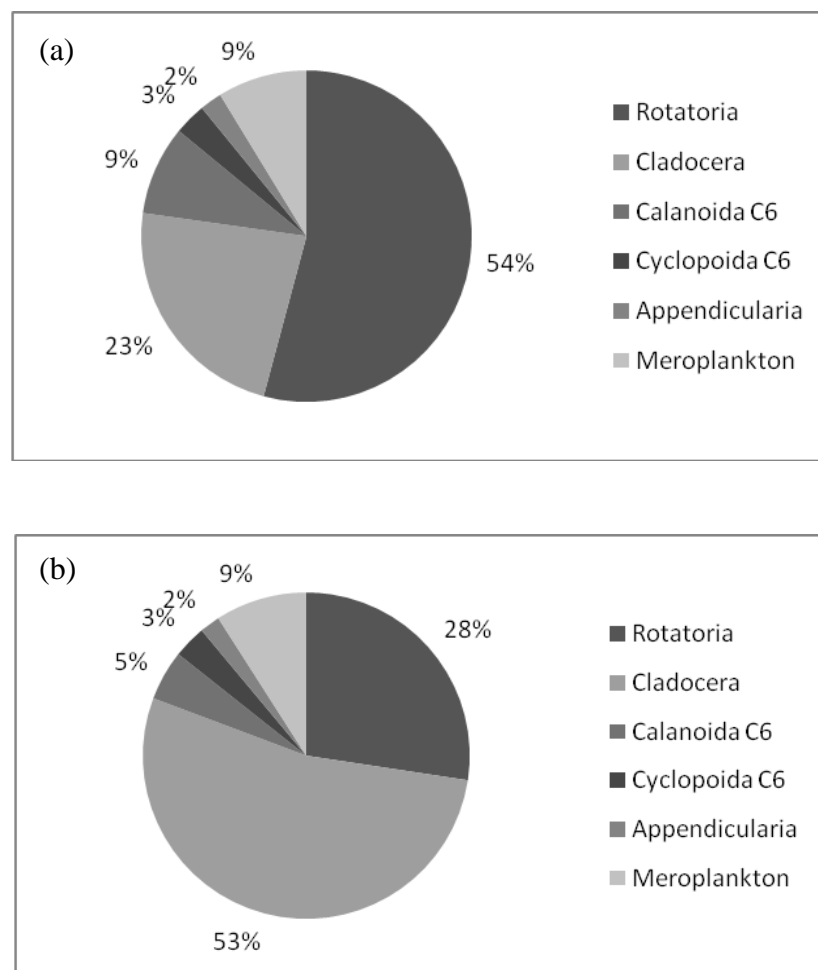 (a)
9%
2%
3%
9%
23%
54%
Rotatoria
Cladocera
Calanoida C6
Cyclopoida C6
Appendicularia
Meroplankton
(b)
9%
2%
3%
5%
28%
53%
Rotatoria
Cladocera
Calanoida C6
Cyclopoida C6
Appendicularia
Meroplankton